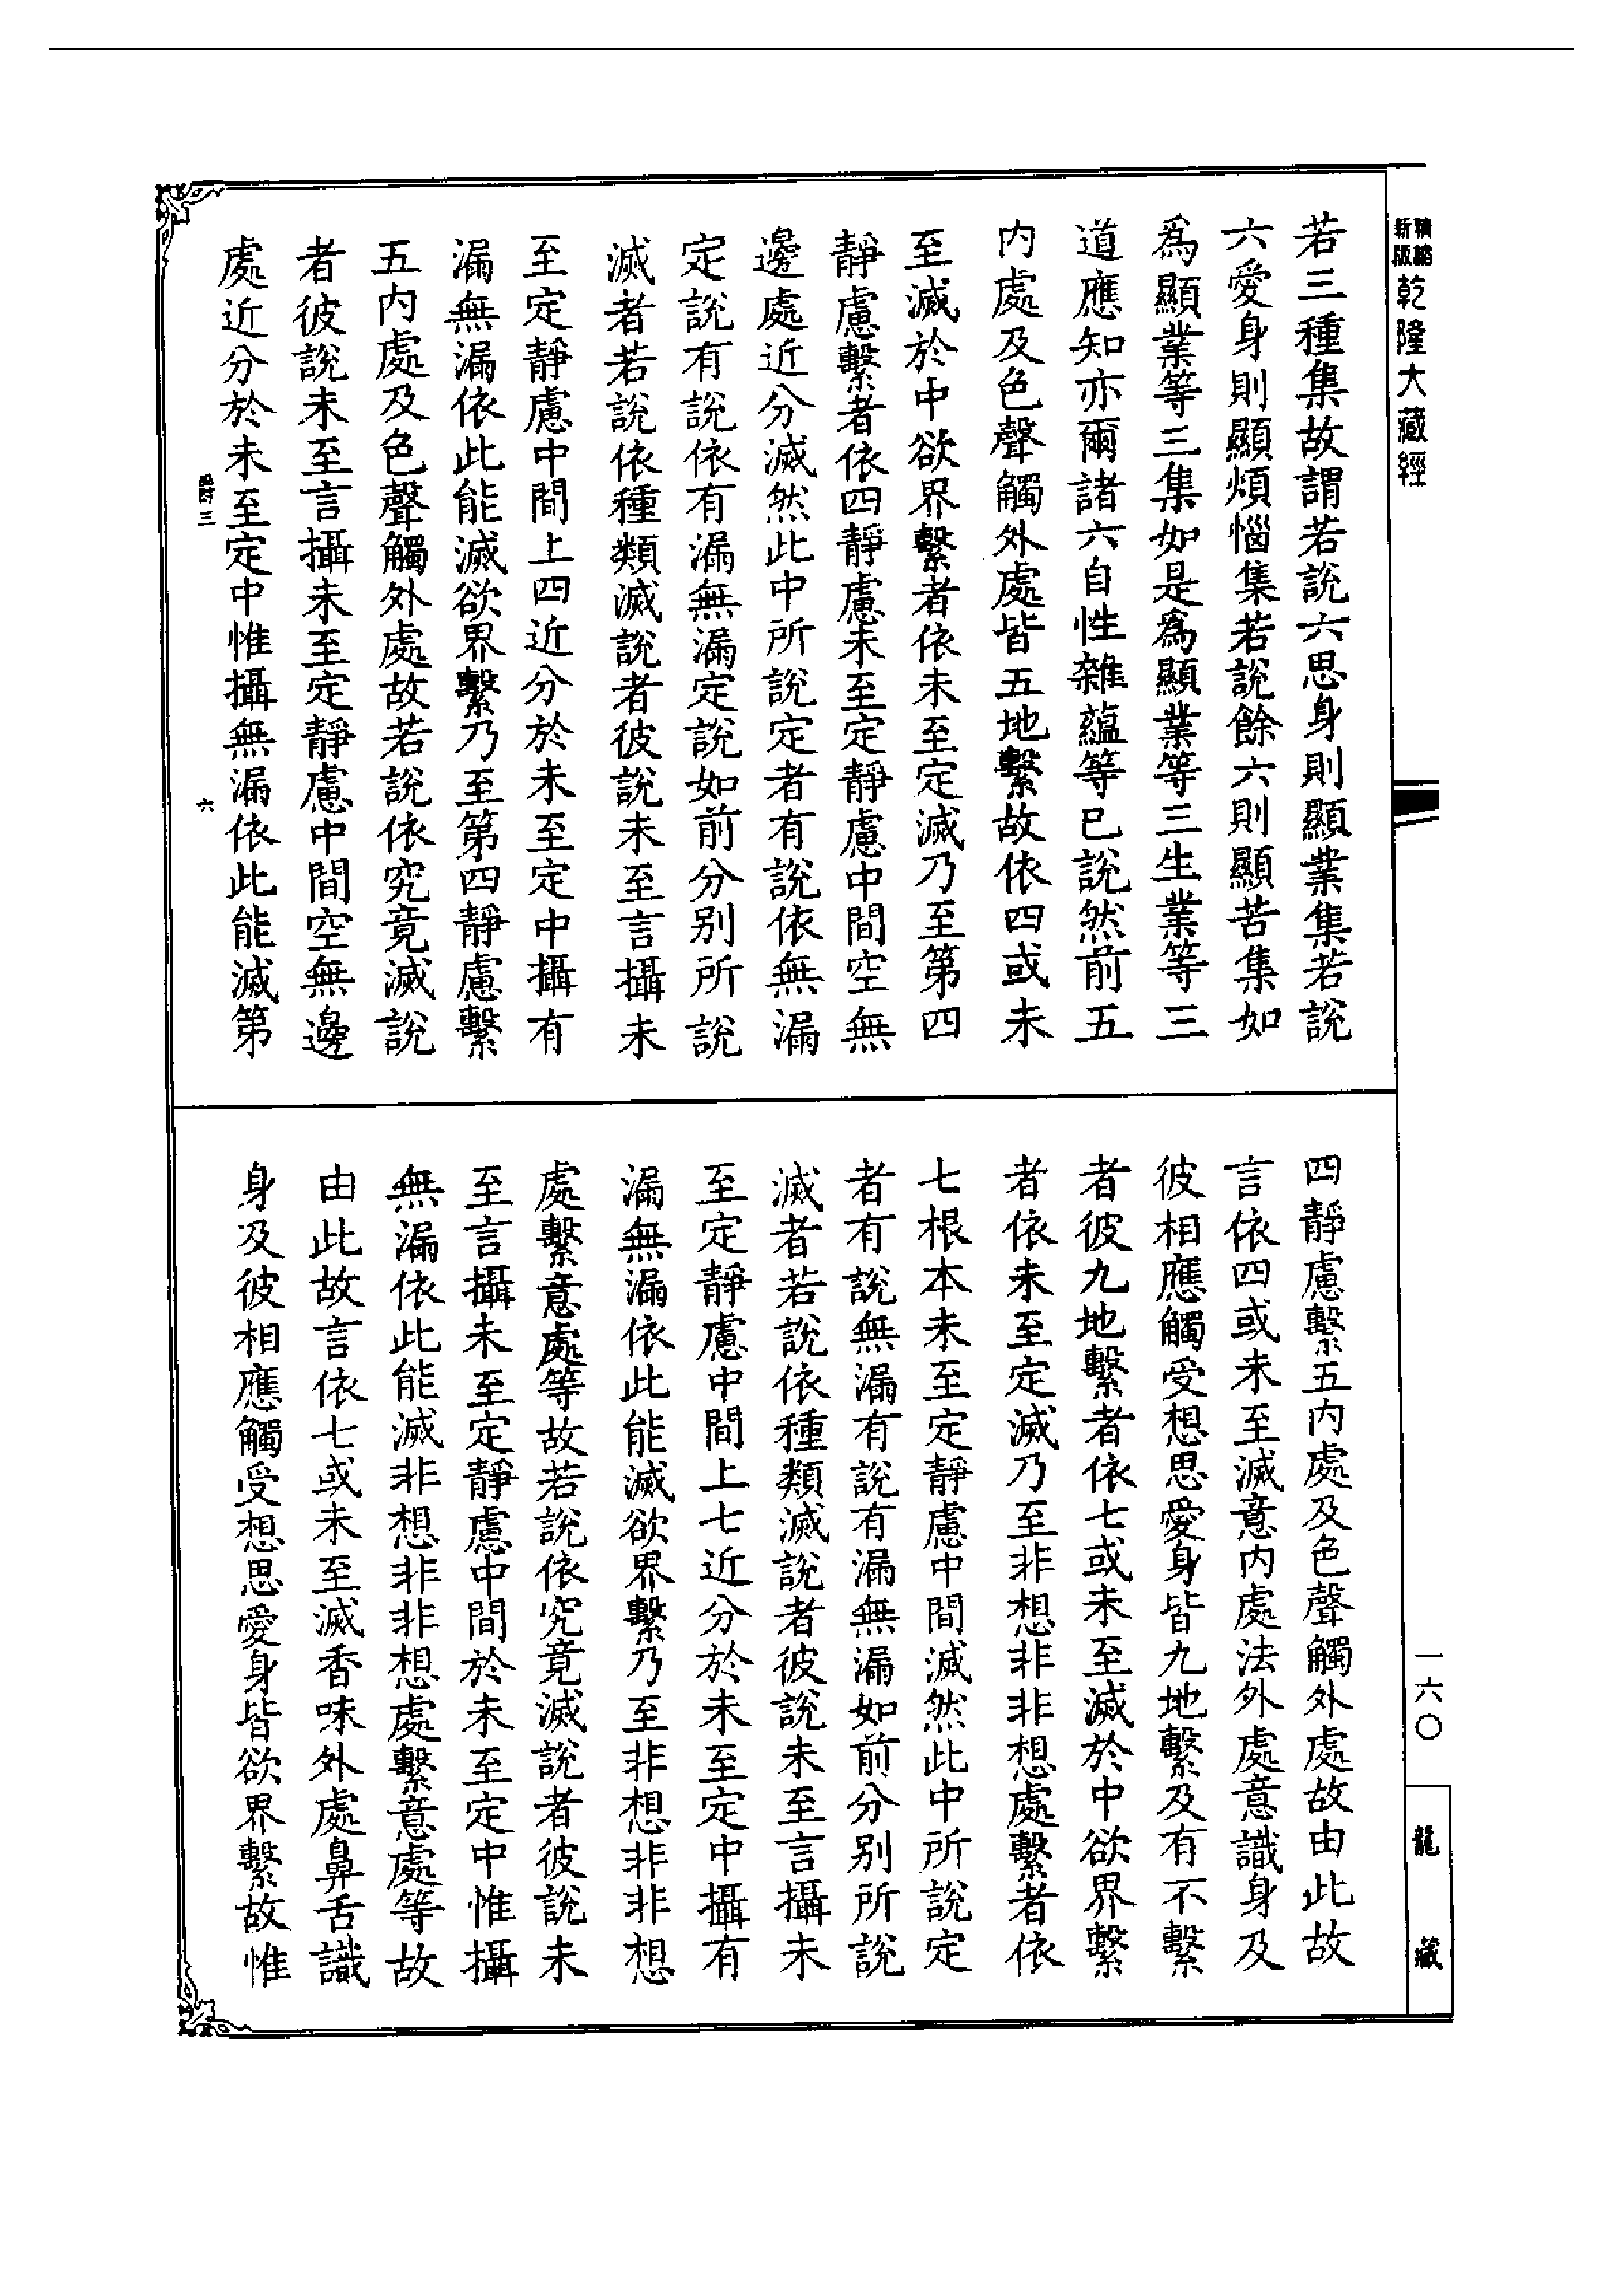 精縮新版乾隆大藏經
若三種集故謂若說六思身則顯業集若說
六愛身則顯煩惱集若說餘六則顯苦集如
爲顯業等三集如是爲顯業等三生業等三
道應知亦爾諸六自性雜蘊等已說然前五
内處及色聲觸外處皆五地繫故依四或未
至滅於中欲界繫者依未至定滅乃至第四
靜慮繫者依四靜慮未至定靜慮中間空無
邊處近分滅然此中所說定者有說依無漏
定說有說依有漏無漏定說如前分别所說
滅者若說依種類滅說者彼說未至言攝未
至定靜慮中間上四近分於未至定中攝有
漏無漏依此能滅欲界繫乃至第四靜慮繫
五内處及色聲觸外處故若說依究竟滅說
者彼說未至言攝未至定靜慮中間空無邊
處近分於未至定中惟攝無漏依此能滅第
爵三
六
四靜慮繫五内處及色聲觸外處故由此故
言依四或未至滅意内處法外處意識身及
彼相應觸受想思愛身皆九地繫及有不繫
者彼九地繫者依七或未至滅於中欲界繫
者依未至定滅乃至非想非非想處繫者依
七根本未至定靜慮中間滅然此中所說定
者有說無漏有說有漏無漏如前分别所說
滅者若說依種類滅說者彼說未至言攝未
至定靜慮中間上七近分於未至定中攝有
漏無漏依此能滅欲界繫乃至非想非非想
處繫意處等故若說依究竟滅說者彼說未
至言攝未至定靜慮中間於未至定中惟攝
無漏依此能滅非想非非想處繫意處等故
由此故言依七或未至滅香味外處鼻舌識
身及彼相應觸受想思愛身皆欲界繫故惟
一六〇
龍藏